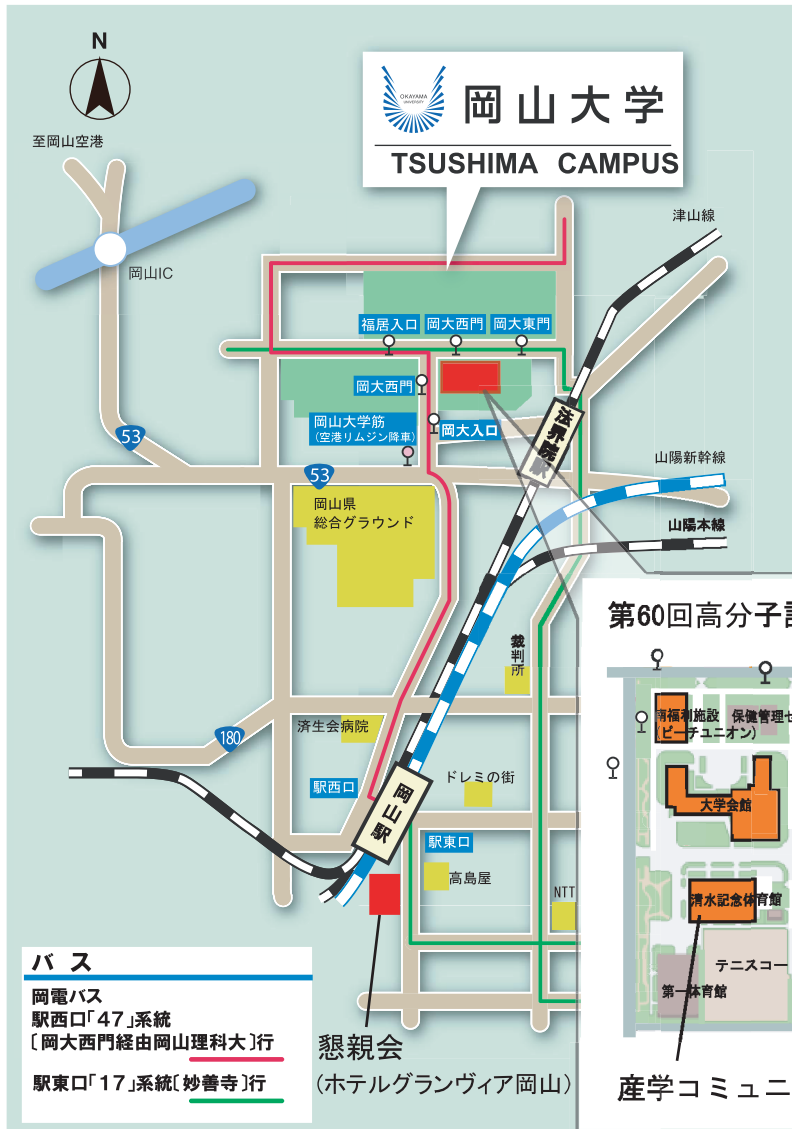 N
至岡山空港
OKAYAMA
UNIVERSITY
岡山大学
TSUSHIMA CAMPUS
津山線
岡山IC
福居入口
岡大西門
岡大東門
岡大西門
岡山大学筋
(空港リムジン降車)
岡大入口
法界院駅
53
53
山陽新幹線
岡山県
総合グラウンド
山陽本線
第60回高分子
裁判所
南福利施設
(ピーチユニオン)
保健管理セ
済生会病院
180
駅西口
岡山駅
ドレミの街
大学会館
駅東口
高島屋
NTT
清水記念体育館
テニスコー
第一体育館
バス
岡電バス
駅西口「47」系統
〔岡大西門経由岡山理科大〕行
駅東口「17」系統〔妙善寺〕行
懇親会
(ホテルグランヴィア岡山)
産学コミュニ